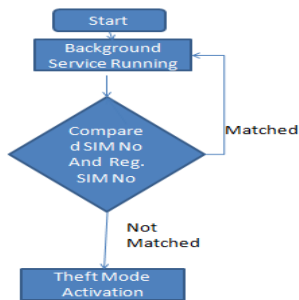 Start
Background
Service Running
Compare
d SIM No
And Reg.
SIM No
Matched
Not
Matched
Theft Mode
Activation